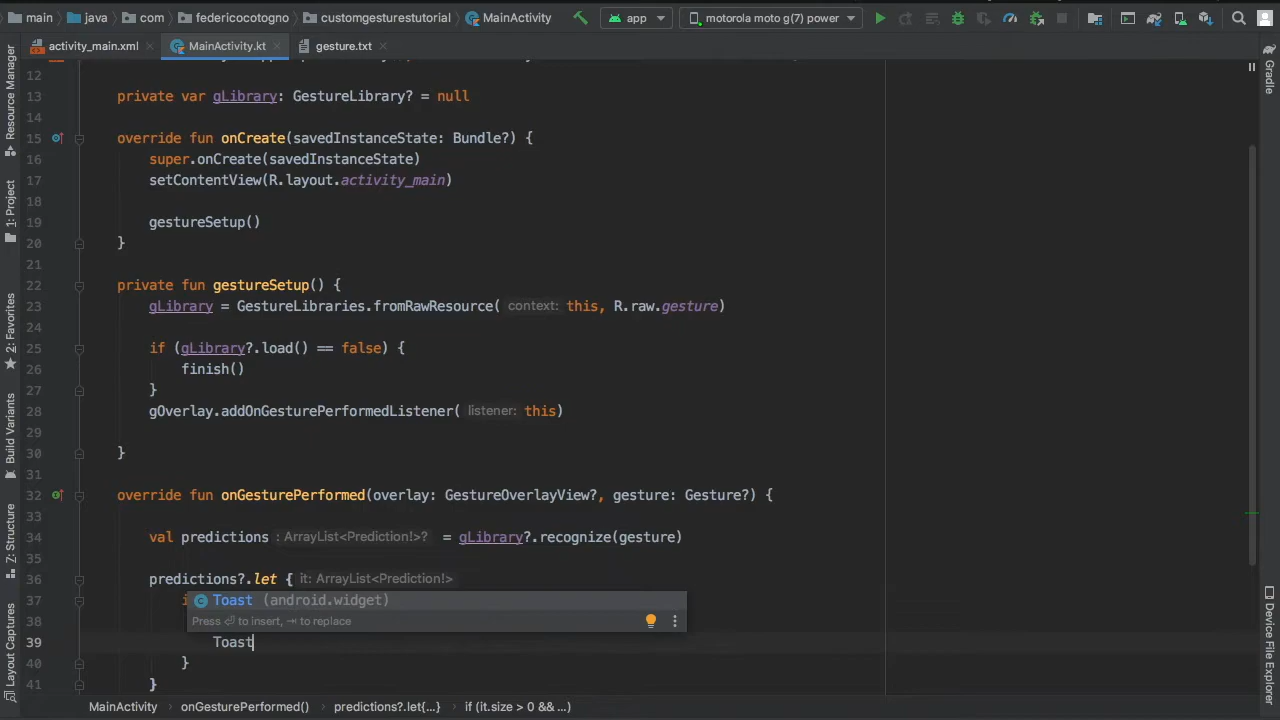 main java com federicocotogno customgesturestutorial MainActivity app motorola moto g(7) power
activity_main.xml MainActivity.kt gesture.txt
12
13 private var gLibrary: GestureLibrary? = null
14
15 override fun onCreate(savedInstanceState: Bundle?) {
16 super.onCreate(savedInstanceState)
17 setContentView(R.layout.activity_main)
18
19 gestureSetup()
20 }
21
22 private fun gestureSetup() {
23 gLibrary = GestureLibraries.fromRawResource( context: this, R.raw.gesture)
24
25 if (gLibrary?.load() == false) {
26 finish()
27 }
28 gOverlay.addOnGesturePerformedListener( listener: this)
29
30 }
31
32 override fun onGesturePerformed(overlay: GestureOverlayView?, gesture: Gesture?) {
33
34 val predictions : ArrayList<Prediction!>? = gLibrary?.recognize(gesture)
35
36 predictions?.let { it: ArrayList<Prediction!>
37 Toast (android.widget)
38 Press ⏎ to insert, ⇥ to replace
39 Toast
40 }
41 }
MainActivity onGesturePerformed() predictions?.let{...} if (it.size > 0 && ...)
Resource Manager
1: Project
2: Favorites
Build Variants
Z: Structure
Layout Captures
Gradle
Device File Explorer